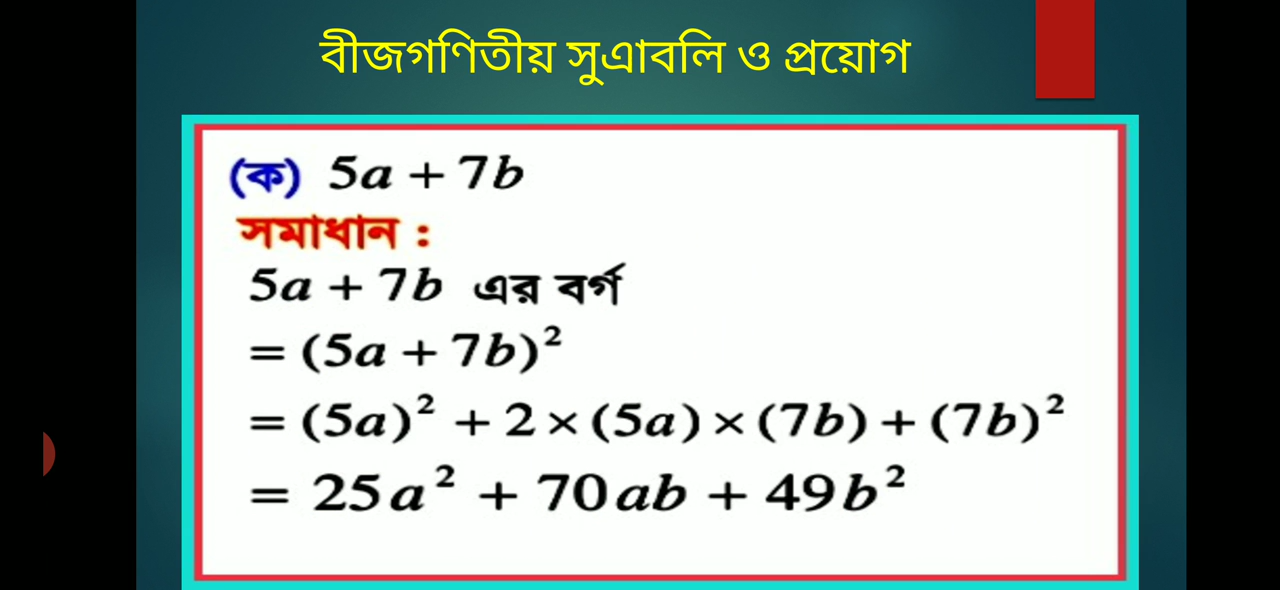 বীজগণিতীয় সুএাবলি ও প্রয়োগ
(ক) 5a + 7b
সমাধান :
5a + 7b এর বর্গ
= (5a + 7b)²
= (5a)² + 2 × (5a) × (7b) + (7b)²
= 25a² + 70ab + 49b²